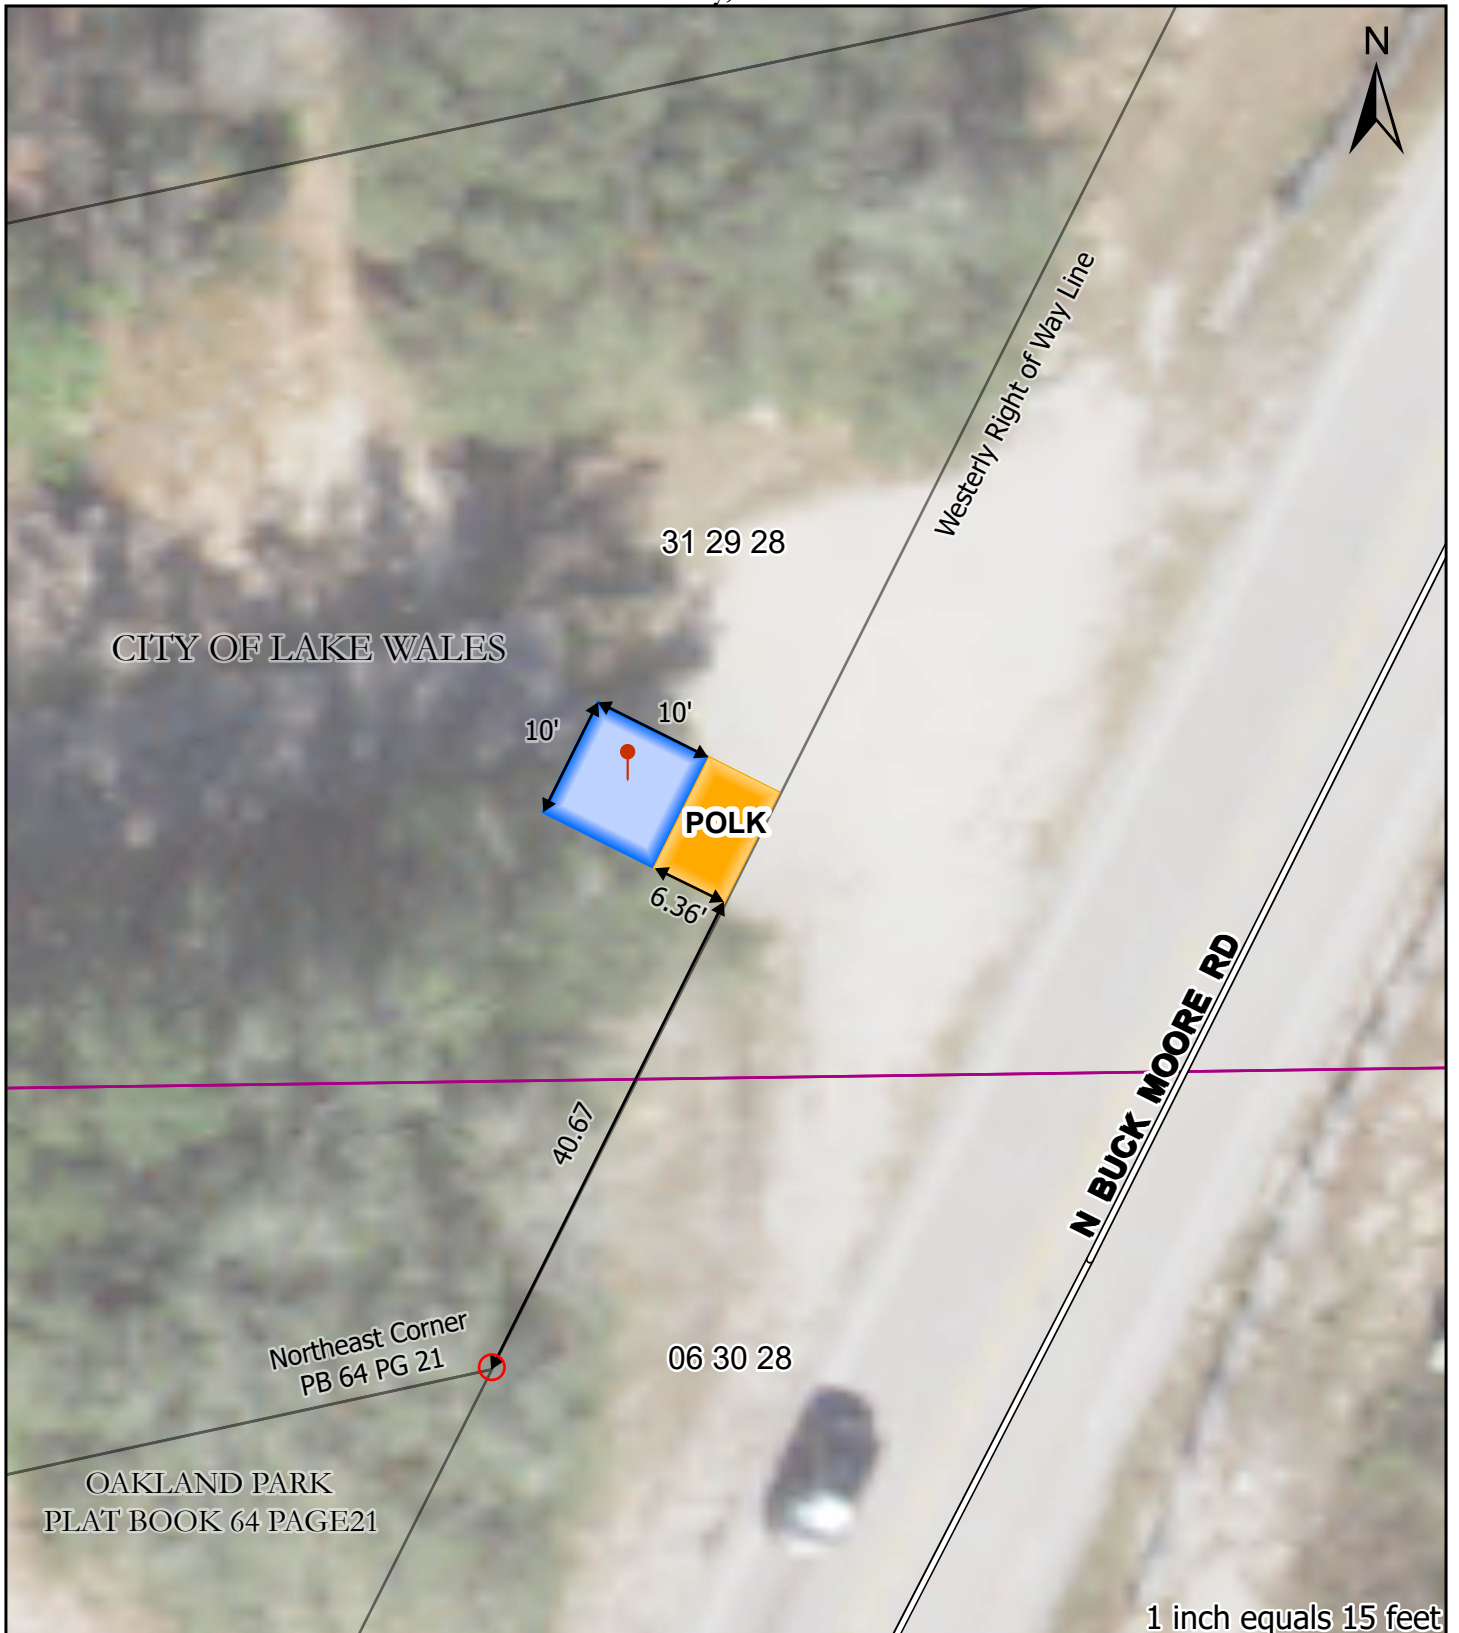 N
Westerly Right of Way Line
31 29 28
CITY OF LAKE WALES
10'
10'
POLK
6.36'
N BUCK MOORE RD
40.67
Northeast Corner
PB 64 PG 21
06 30 28
OAKLAND PARK
PLAT BOOK 64 PAGE21
1 inch equals 15 feet